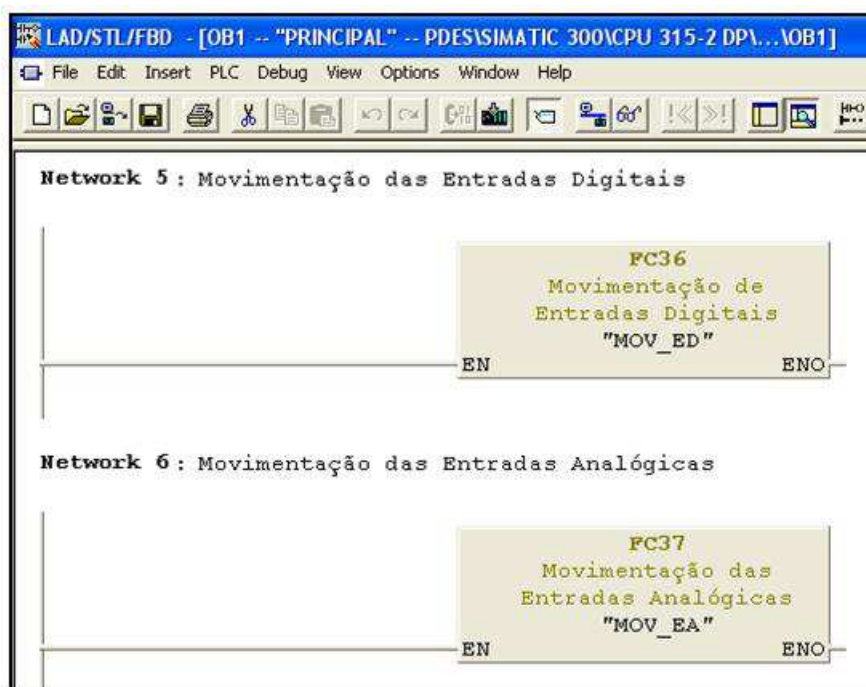 LAD/STL/FBD - [OB1 -- "PRINCIPAL" -- PDES\SIMATIC 300\CPU 315-2 DP\...\OB1]
File Edit Insert PLC Debug View Options Window Help
Network 5 : Movimentação das Entradas Digitais
FC36
Movimentação de
Entradas Digitais
"MOV_ED"
EN ENO
Network 6 : Movimentação das Entradas Analógicas
FC37
Movimentação das
Entradas Analógicas
"MOV_EA"
EN ENO